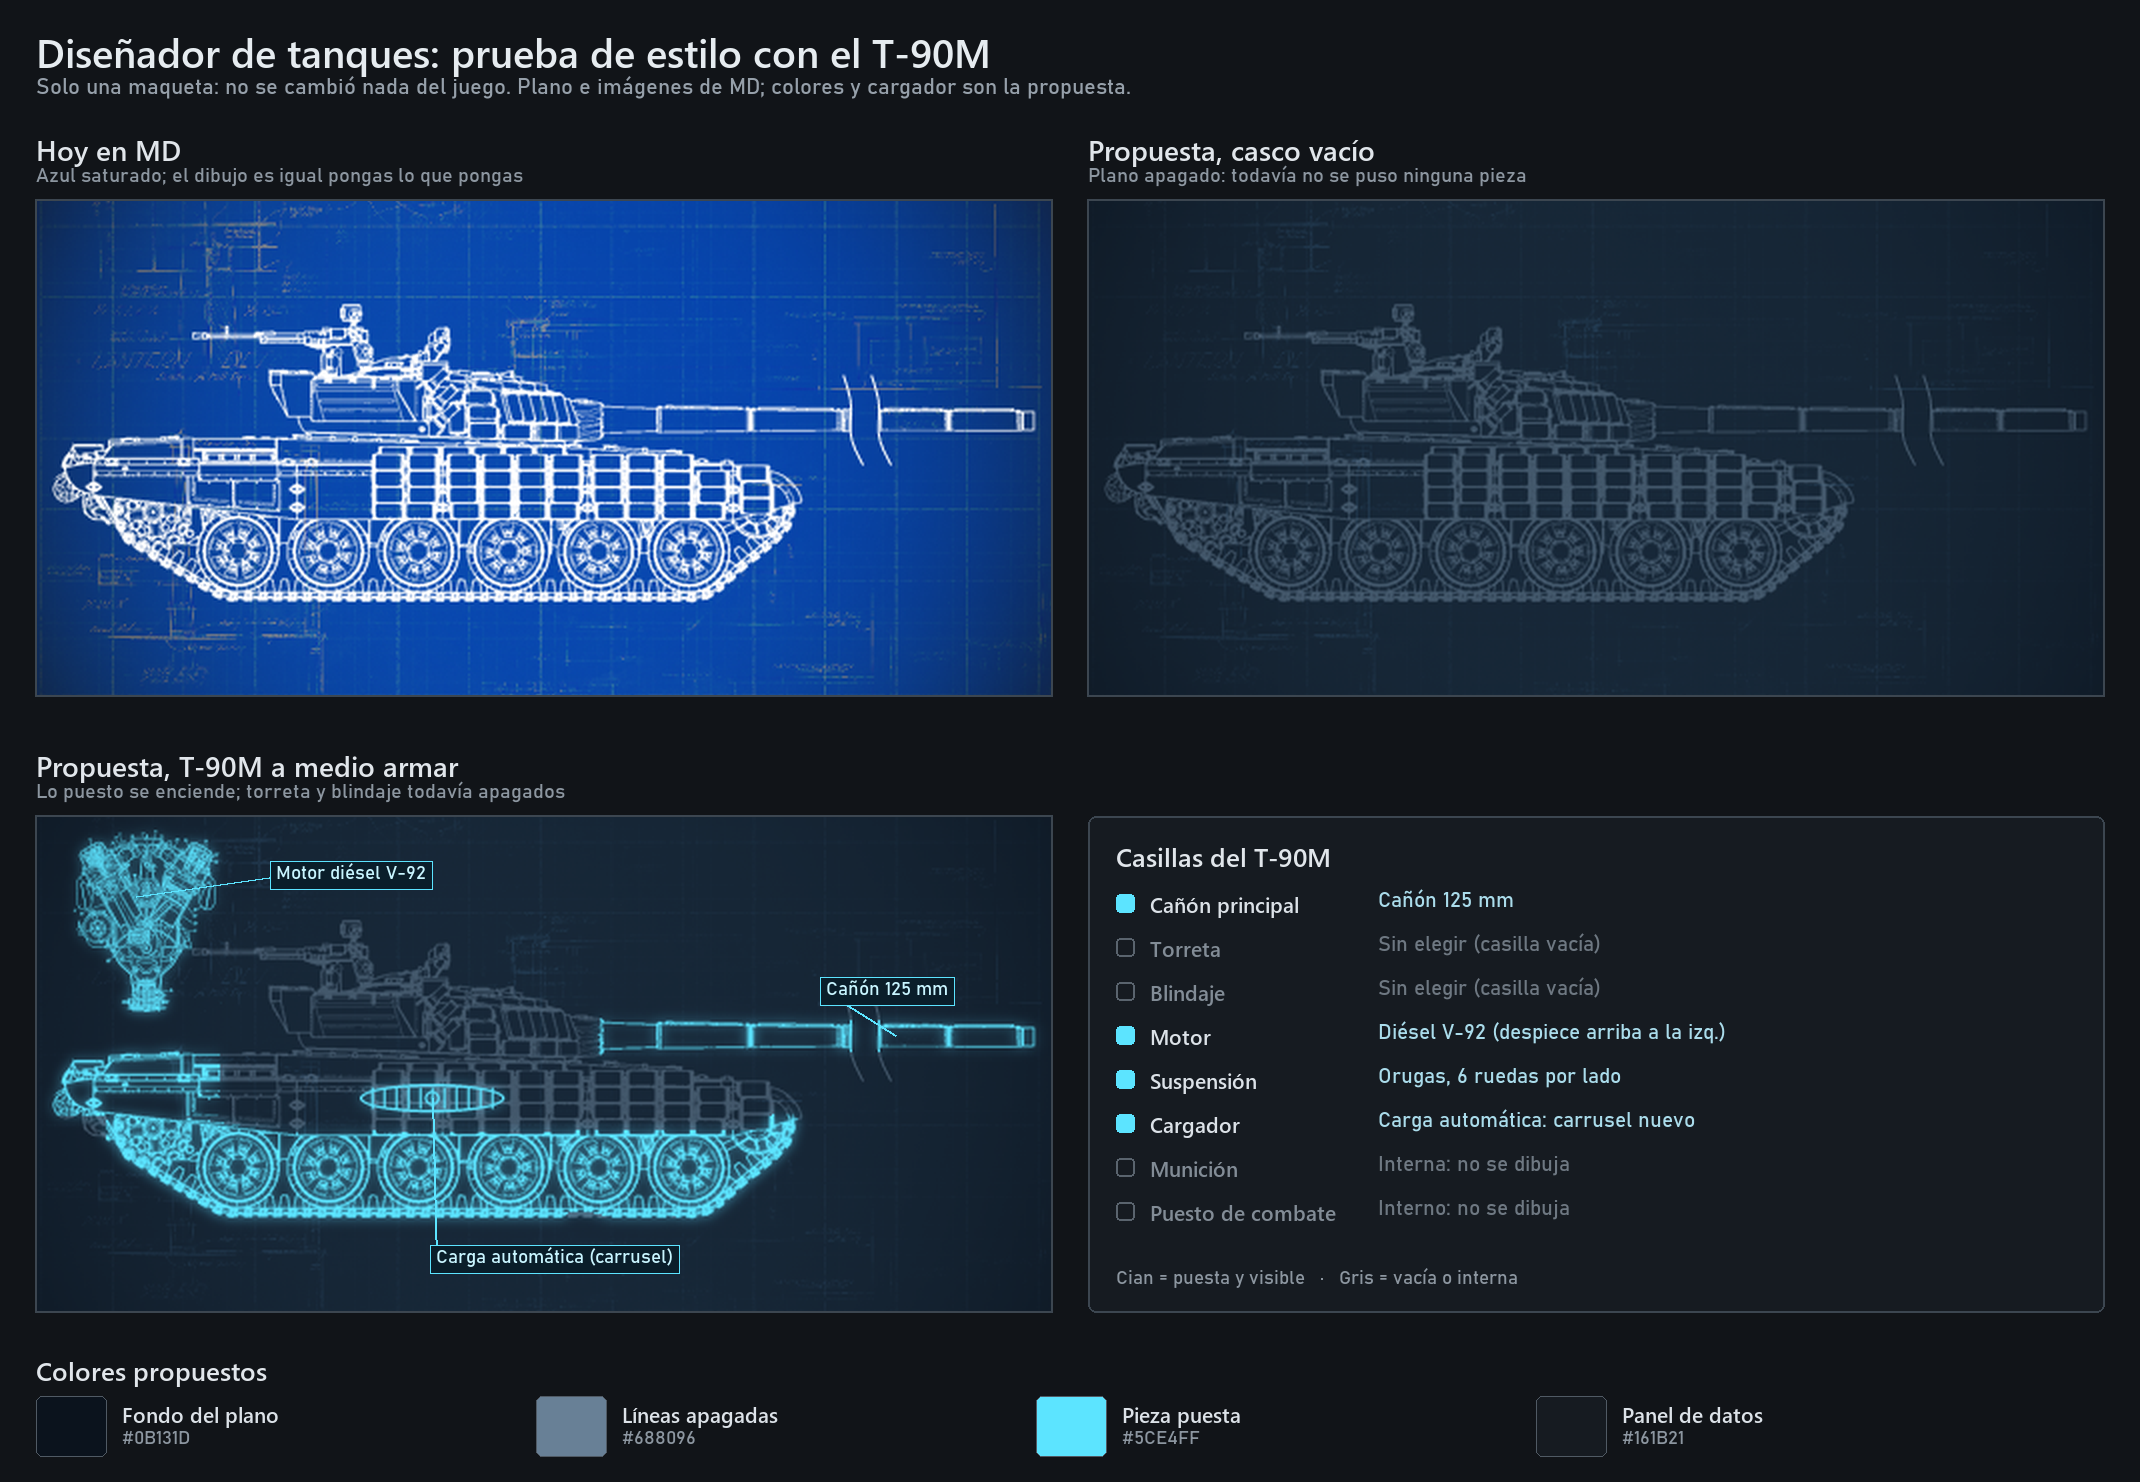 Diseñador de tanques: prueba de estilo con el T-90M
Solo una maqueta: no se cambió nada del juego. Plano e imágenes de MD; colores y cargador son la propuesta.
Hoy en MD
Azul saturado; el dibujo es igual pongas lo que pongas
Propuesta, casco vacío
Plano apagado: todavía no se puso ninguna pieza
Propuesta, T-90M a medio armar
Lo puesto se enciende; torreta y blindaje todavía apagados
Motor diésel V-92
Cañón 125 mm
Carga automática (carrusel)
Casillas del T-90M
Cañón principal Cañón 125 mm
Torreta Sin elegir (casilla vacía)
Blindaje Sin elegir (casilla vacía)
Motor Diésel V-92 (despiece arriba a la izq.)
Suspensión Orugas, 6 ruedas por lado
Cargador Carga automática: carrusel nuevo
Munición Interna: no se dibuja
Puesto de combate Interno: no se dibuja
Cian = puesta y visible · Gris = vacía o interna
Colores propuestos
Fondo del plano
#0B131D
Líneas apagadas
#688096
Pieza puesta
#5CE4FF
Panel de datos
#161B21